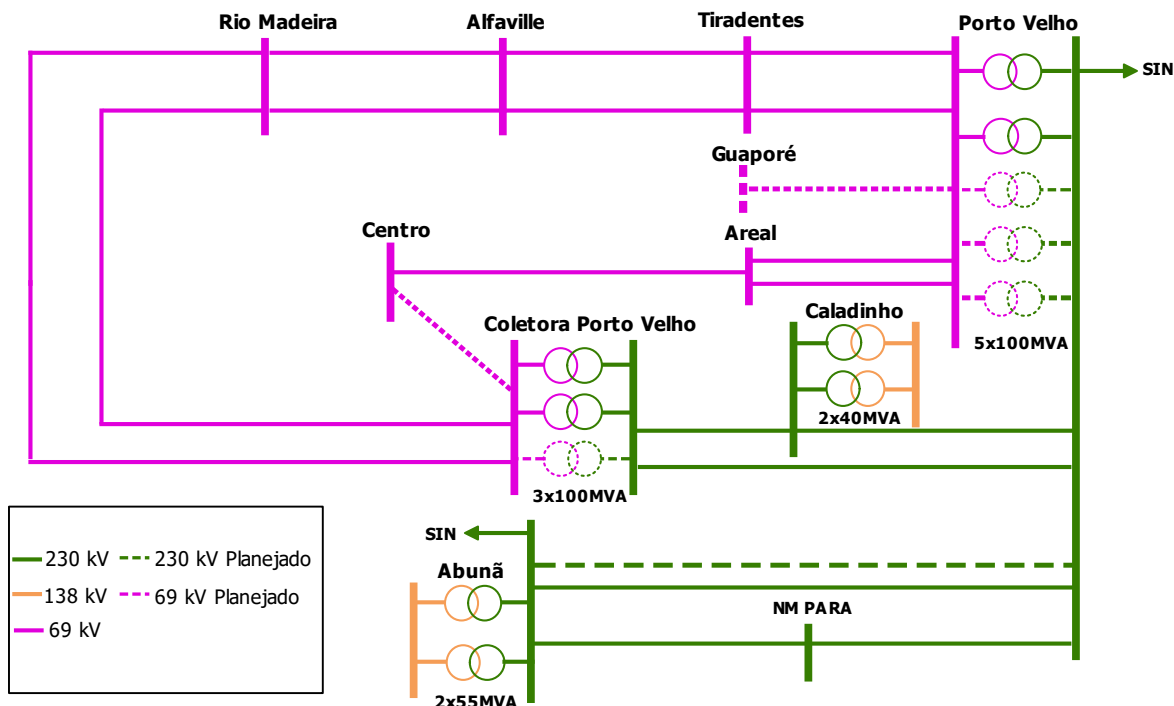 Rio Madeira
Alfaville
Tiradentes
Porto Velho
SIN
Guaporé
Centro
Areal
Caladinho
5x100MVA
Coletora Porto Velho
2x40MVA
3x100MVA
SIN
230 kV
230 kV Planejado
Abunã
138 kV
69 kV Planejado
NM PARA
69 kV
2x55MVA